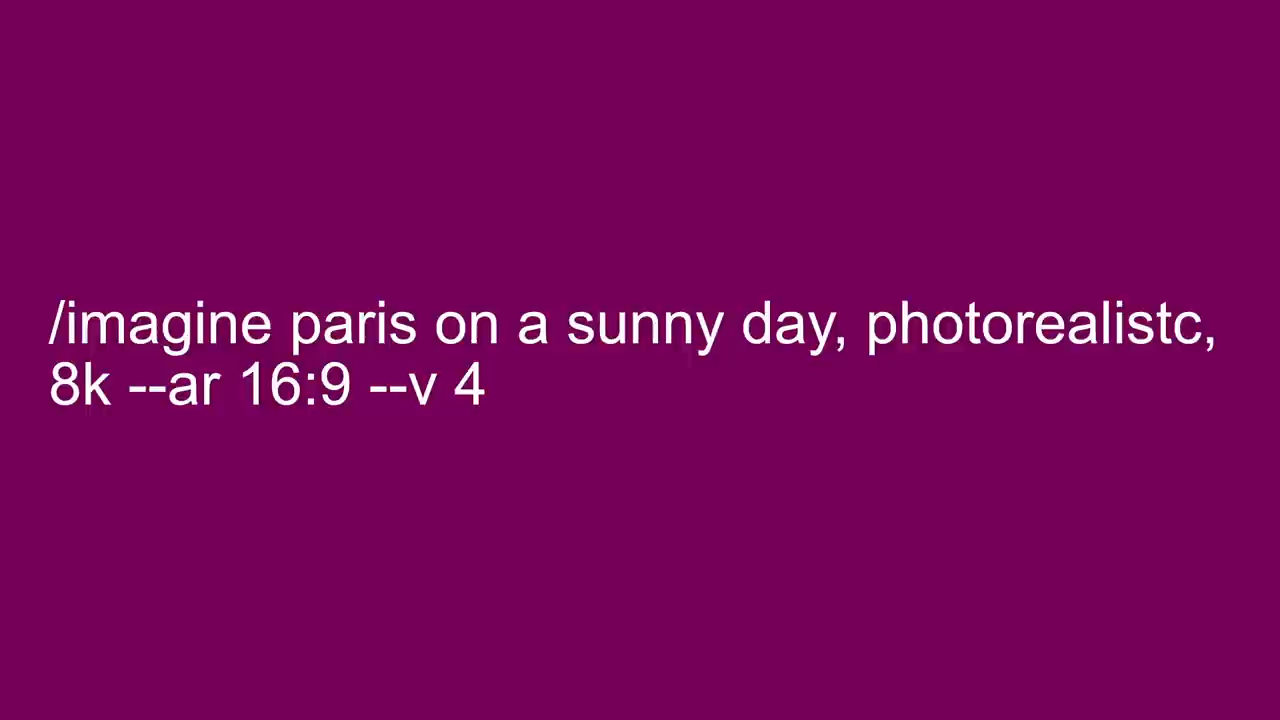 /imagine paris on a sunny day, photorealistc,
8k --ar 16:9 --v 4